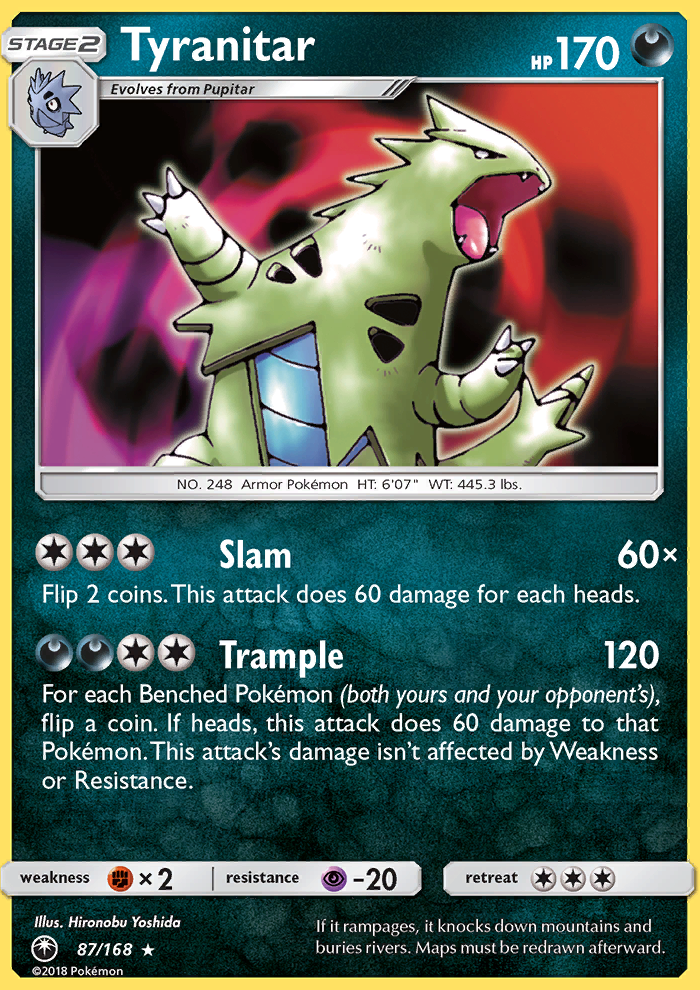 STAGE 2
Tyranitar
HP 170
Evolves from Pupitar
NO. 248 Armor Pokémon HT: 6'07" WT: 445.3 lbs.
Slam 60×
Flip 2 coins. This attack does 60 damage for each heads.
Trample 120
For each Benched Pokémon (both yours and your opponent's),
flip a coin. If heads, this attack does 60 damage to that
Pokémon. This attack's damage isn't affected by Weakness
or Resistance.
weakness × 2 resistance –20 retreat
Illus. Hironobu Yoshida
87/168 ★
©2018 Pokémon
If it rampages, it knocks down mountains and
buries rivers. Maps must be redrawn afterward.